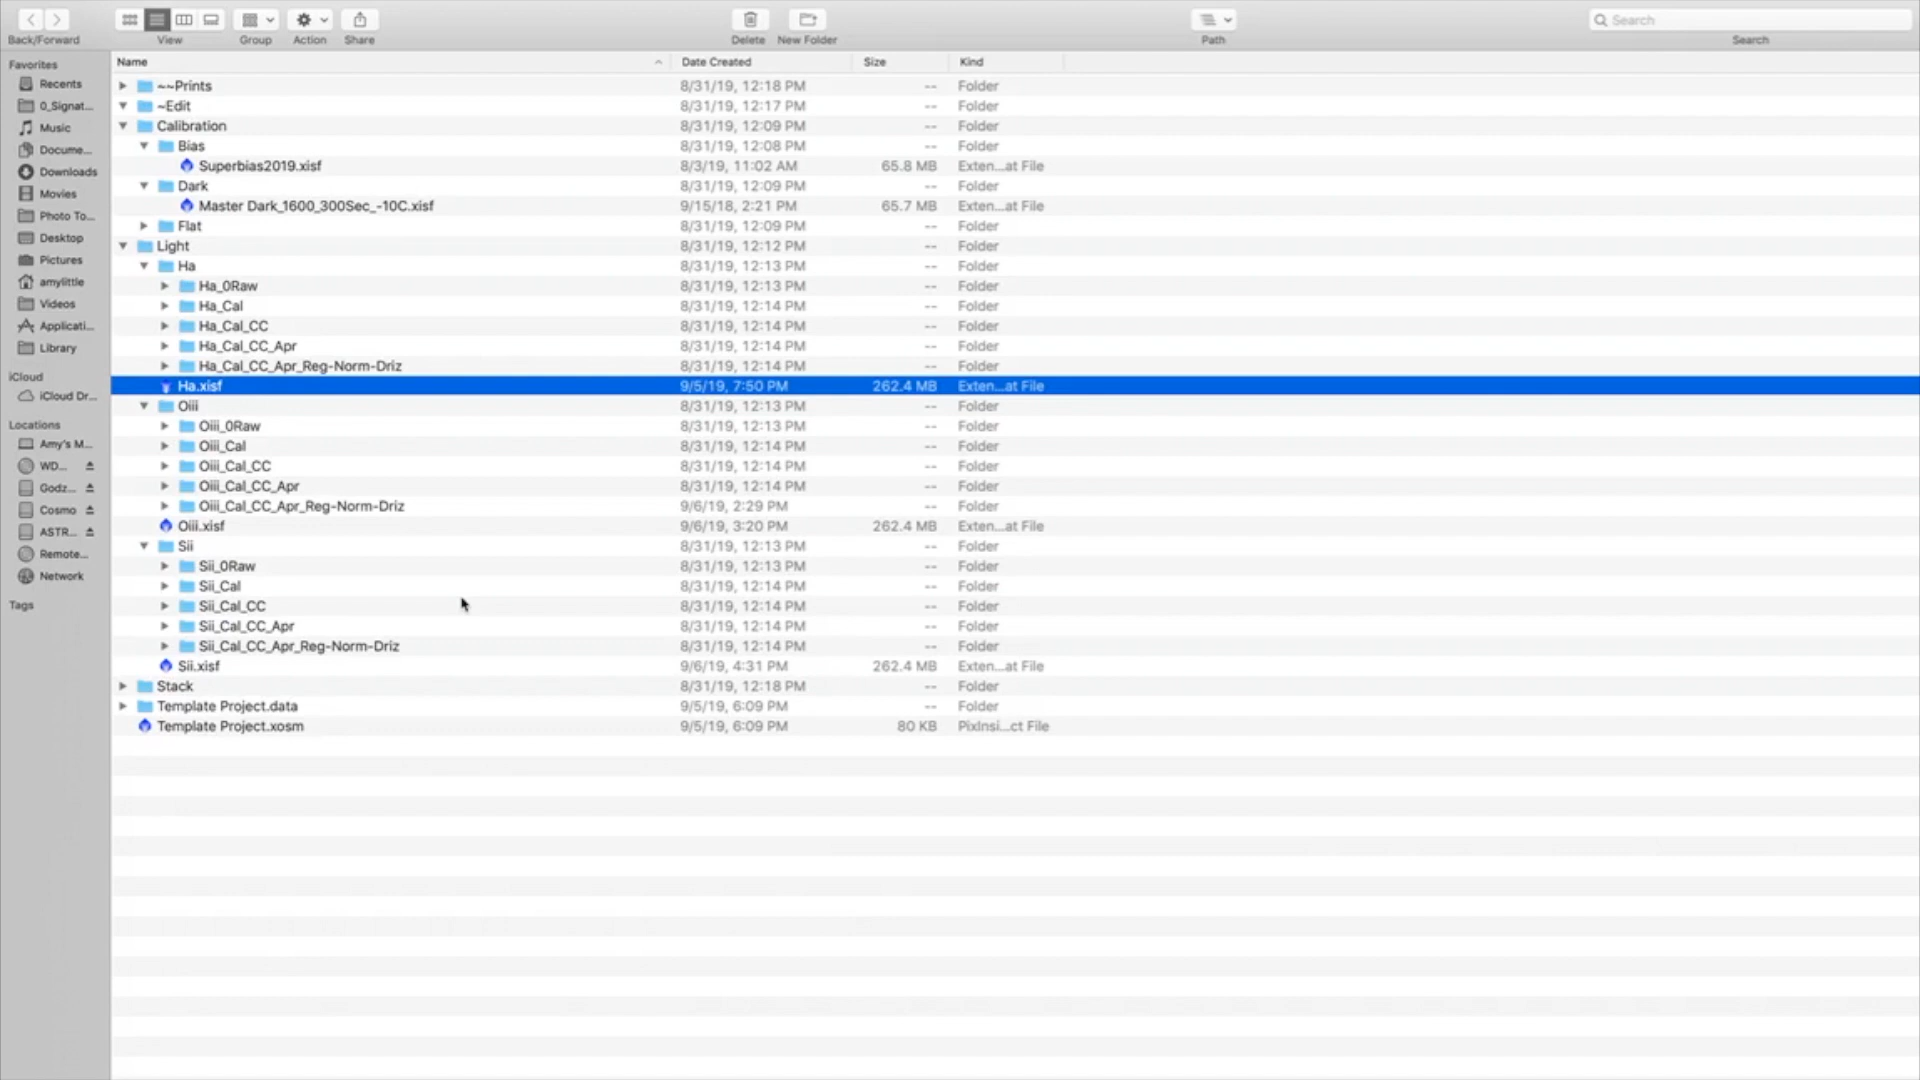 Back/Forward View Group Action Share Delete New Folder Path Search
Search
Favorites
Recents
0_Signat...
Music
Docume...
Downloads
Movies
Photo To...
Desktop
Pictures
amylittle
Videos
Applicati...
Library
iCloud
iCloud Dr...
Locations
Amy's M...
WD...
Godz...
Cosmo
ASTR...
Remote...
Network
Tags
Name Date Created Size Kind
~~Prints 8/31/19, 12:18 PM -- Folder
~Edit 8/31/19, 12:17 PM -- Folder
Calibration 8/31/19, 12:09 PM -- Folder
Bias 8/31/19, 12:08 PM -- Folder
Superbias2019.xisf 8/3/19, 11:02 AM 65.8 MB Exten...at File
Dark 8/31/19, 12:09 PM -- Folder
Master Dark_1600_300Sec_-10C.xisf 9/15/18, 2:21 PM 65.7 MB Exten...at File
Flat 8/31/19, 12:09 PM -- Folder
Light 8/31/19, 12:12 PM -- Folder
Ha 8/31/19, 12:13 PM -- Folder
Ha_0Raw 8/31/19, 12:13 PM -- Folder
Ha_Cal 8/31/19, 12:14 PM -- Folder
Ha_Cal_CC 8/31/19, 12:14 PM -- Folder
Ha_Cal_CC_Apr 8/31/19, 12:14 PM -- Folder
Ha_Cal_CC_Apr_Reg-Norm-Driz 8/31/19, 12:14 PM -- Folder
Ha.xisf 9/5/19, 7:50 PM 262.4 MB Exten...at File
Oiii 8/31/19, 12:13 PM -- Folder
Oiii_0Raw 8/31/19, 12:13 PM -- Folder
Oiii_Cal 8/31/19, 12:14 PM -- Folder
Oiii_Cal_CC 8/31/19, 12:14 PM -- Folder
Oiii_Cal_CC_Apr 8/31/19, 12:14 PM -- Folder
Oiii_Cal_CC_Apr_Reg-Norm-Driz 9/6/19, 2:29 PM -- Folder
Oiii.xisf 9/6/19, 3:20 PM 262.4 MB Exten...at File
Sii 8/31/19, 12:13 PM -- Folder
Sii_0Raw 8/31/19, 12:13 PM -- Folder
Sii_Cal 8/31/19, 12:14 PM -- Folder
Sii_Cal_CC 8/31/19, 12:14 PM -- Folder
Sii_Cal_CC_Apr 8/31/19, 12:14 PM -- Folder
Sii_Cal_CC_Apr_Reg-Norm-Driz 8/31/19, 12:14 PM -- Folder
Sii.xisf 9/6/19, 4:31 PM 262.4 MB Exten...at File
Stack 8/31/19, 12:18 PM -- Folder
Template Project.data 9/5/19, 6:09 PM -- Folder
Template Project.xosm 9/5/19, 6:09 PM 80 KB PixInsi...ct File